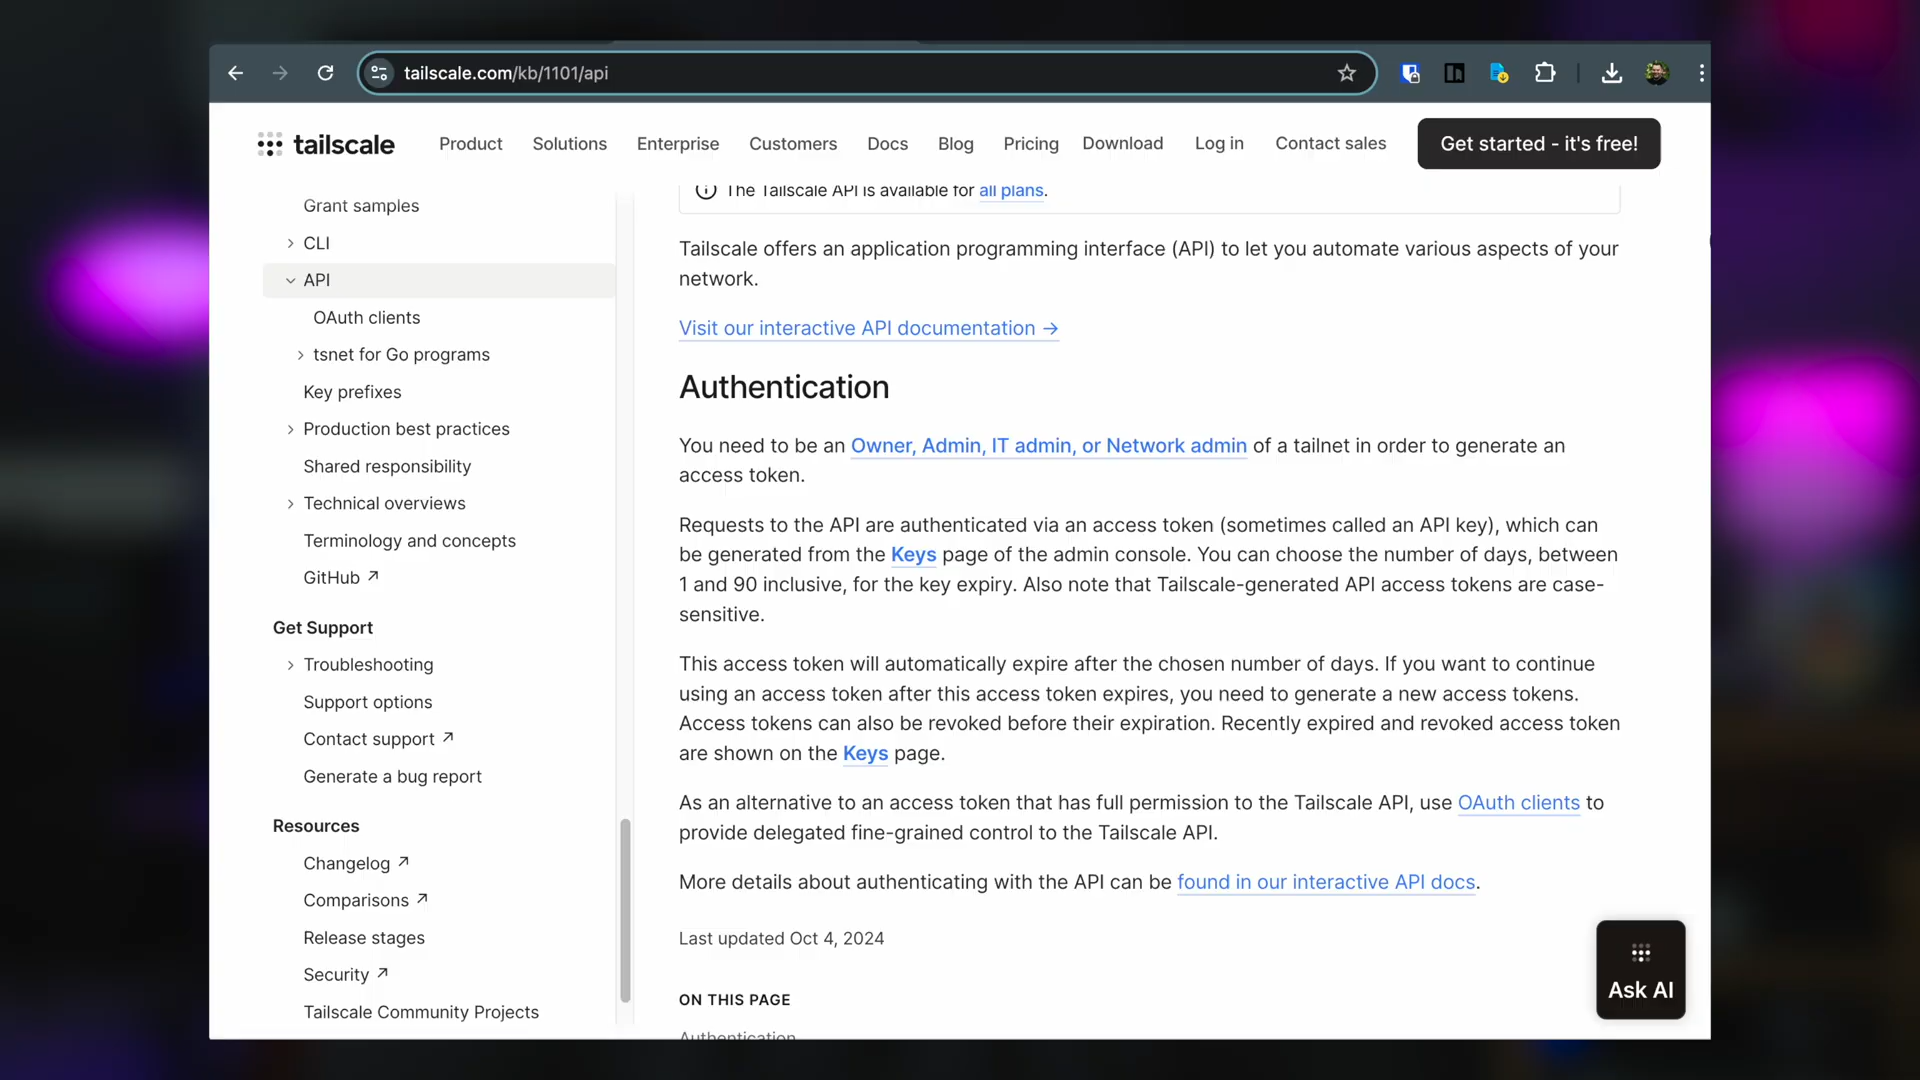 tailscale.com/kb/1101/api
tailscale
Product
Solutions
Enterprise
Customers
Docs
Blog
Pricing
Download
Log in
Contact sales
Get started - it's free!
Grant samples
CLI
API
OAuth clients
tsnet for Go programs
Key prefixes
Production best practices
Shared responsibility
Technical overviews
Terminology and concepts
GitHub ↗
Get Support
Troubleshooting
Support options
Contact support ↗
Generate a bug report
Resources
Changelog ↗
Comparisons ↗
Release stages
Security ↗
Tailscale Community Projects
The Tailscale API is available for all plans.
Tailscale offers an application programming interface (API) to let you automate various aspects of your
network.
Visit our interactive API documentation →
Authentication
You need to be an Owner, Admin, IT admin, or Network admin of a tailnet in order to generate an
access token.
Requests to the API are authenticated via an access token (sometimes called an API key), which can
be generated from the Keys page of the admin console. You can choose the number of days, between
1 and 90 inclusive, for the key expiry. Also note that Tailscale-generated API access tokens are case-
sensitive.
This access token will automatically expire after the chosen number of days. If you want to continue
using an access token after this access token expires, you need to generate a new access tokens.
Access tokens can also be revoked before their expiration. Recently expired and revoked access token
are shown on the Keys page.
As an alternative to an access token that has full permission to the Tailscale API, use OAuth clients to
provide delegated fine-grained control to the Tailscale API.
More details about authenticating with the API can be found in our interactive API docs.
Last updated Oct 4, 2024
ON THIS PAGE
Authentication
Ask AI